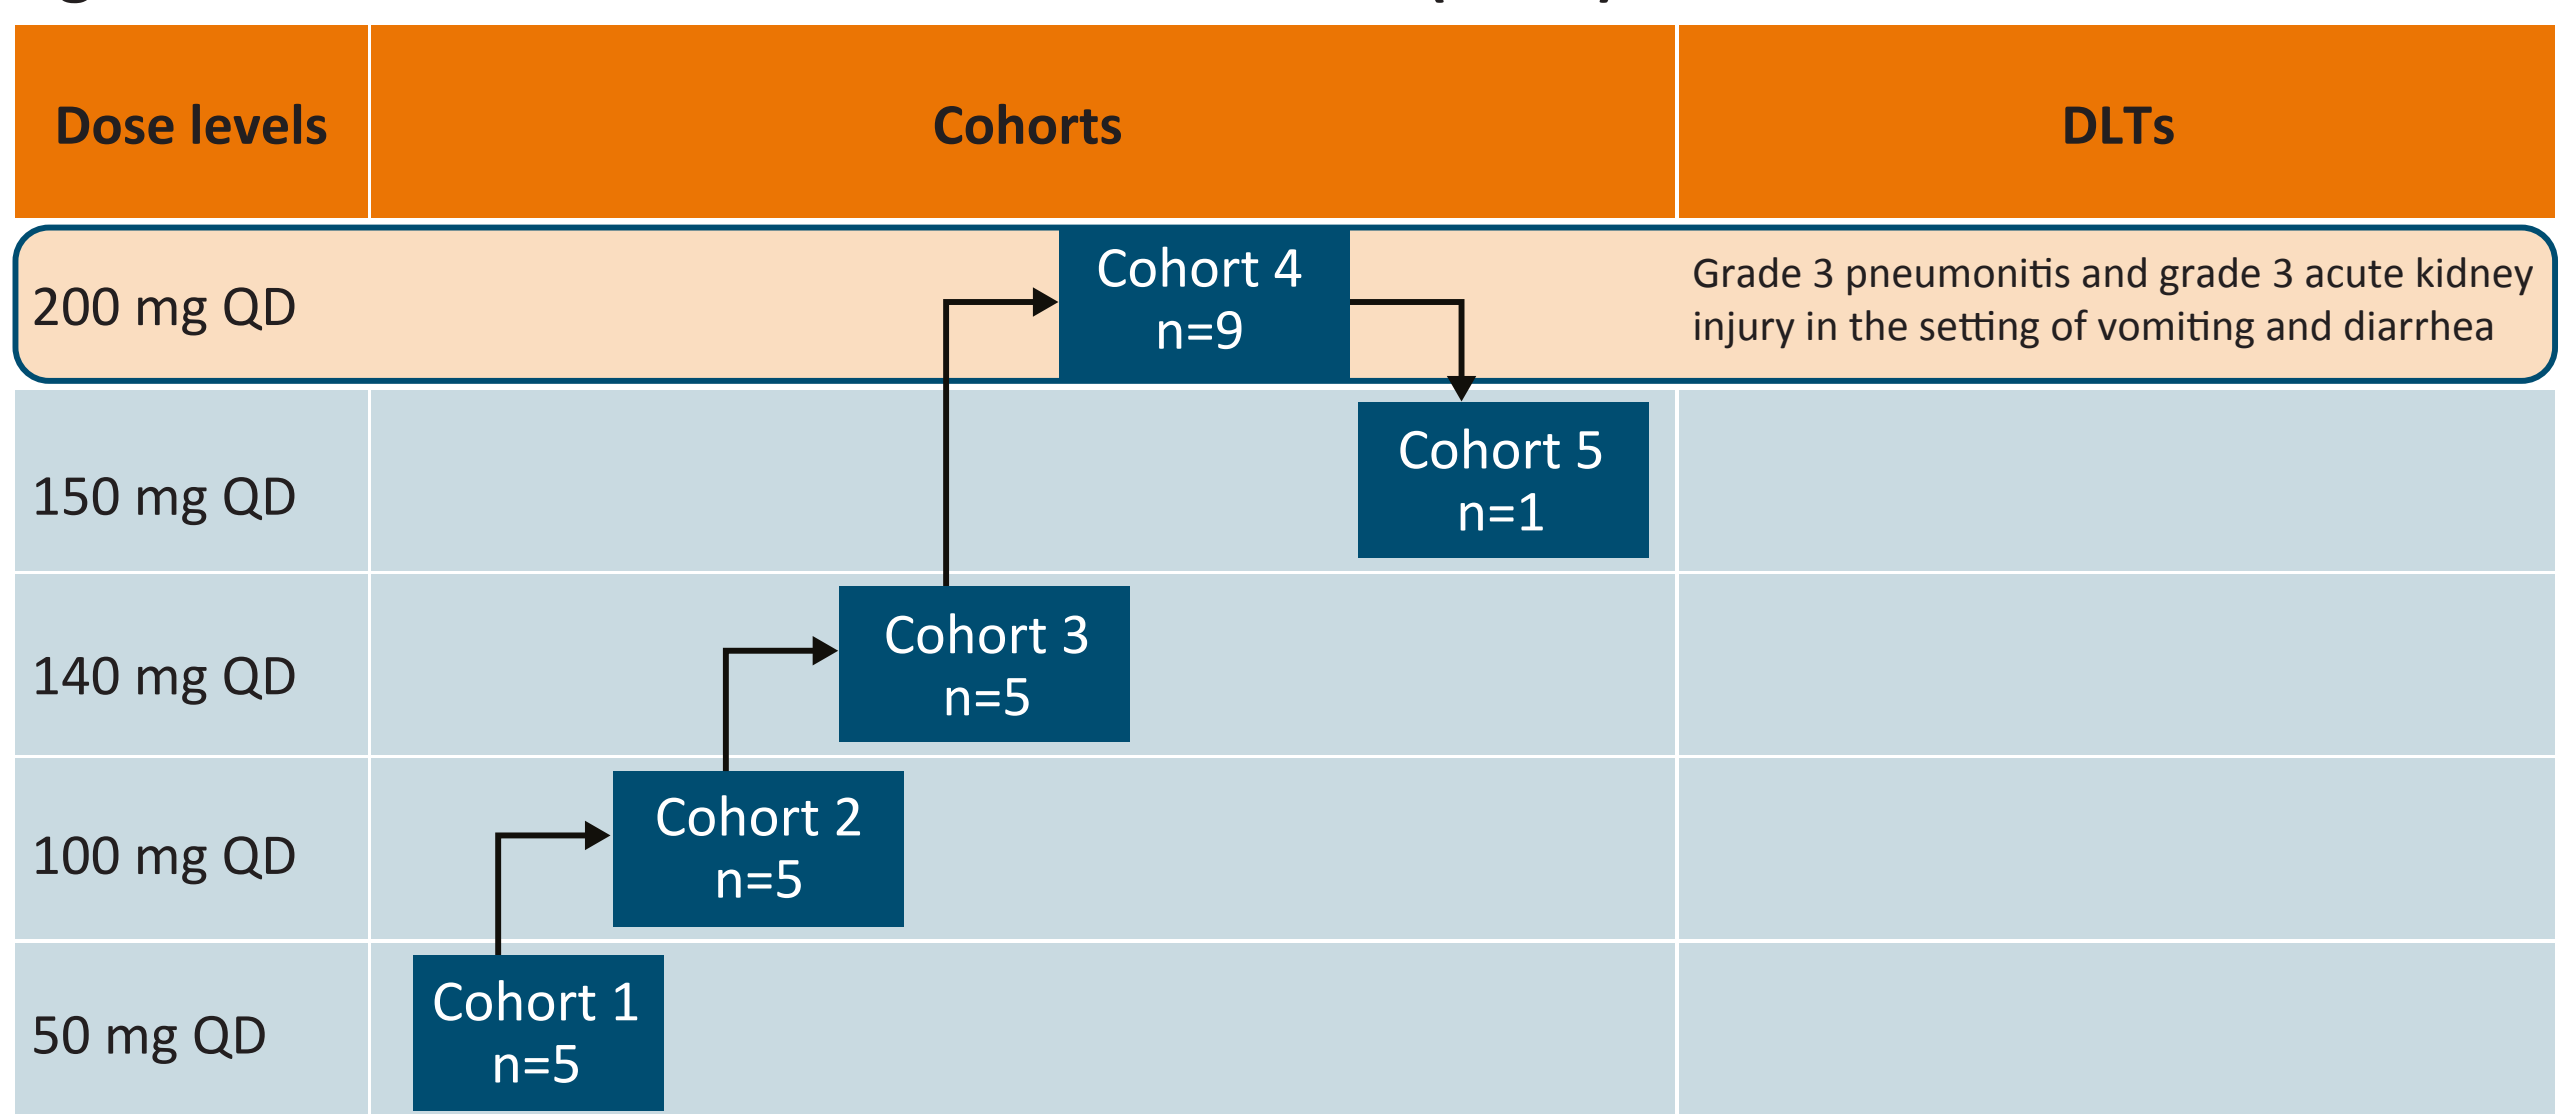 Dose levels
Cohorts
DLTs
200 mg QD
Cohort 4
n=9
Grade 3 pneumonitis and grade 3 acute kidney
injury in the setting of vomiting and diarrhea
150 mg QD
Cohort 5
n=1
140 mg QD
Cohort 3
n=5
100 mg QD
Cohort 2
n=5
50 mg QD
Cohort 1
n=5